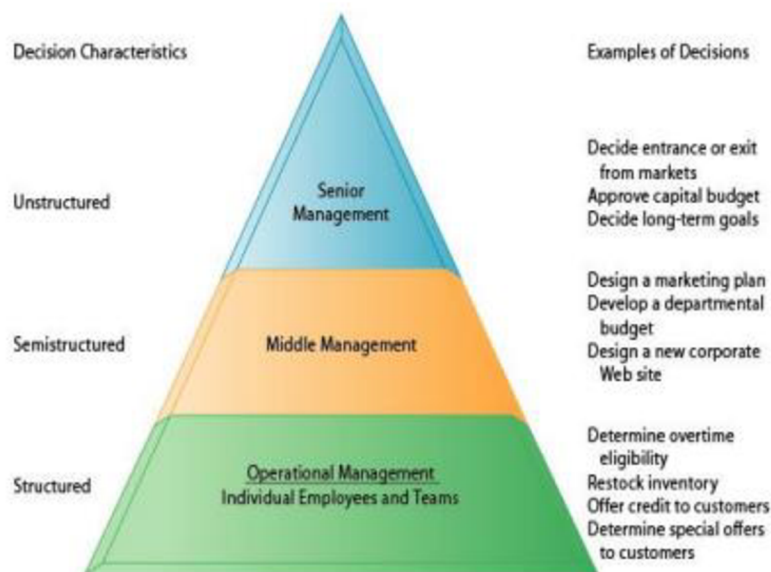 Decision Characteristics
Examples of Decisions
Unstructured
Senior
Management
Decide entrance or exit
from markets
Approve capital budget
Decide long-term goals
Semistructured
Middle Management
Design a marketing plan
Develop a departmental
budget
Design a new corporate
Web site
Structured
Operational Management
Individual Employees and Teams
Determine overtime
eligibility
Restock inventory
Offer credit to customers
Determine special offers
to customers